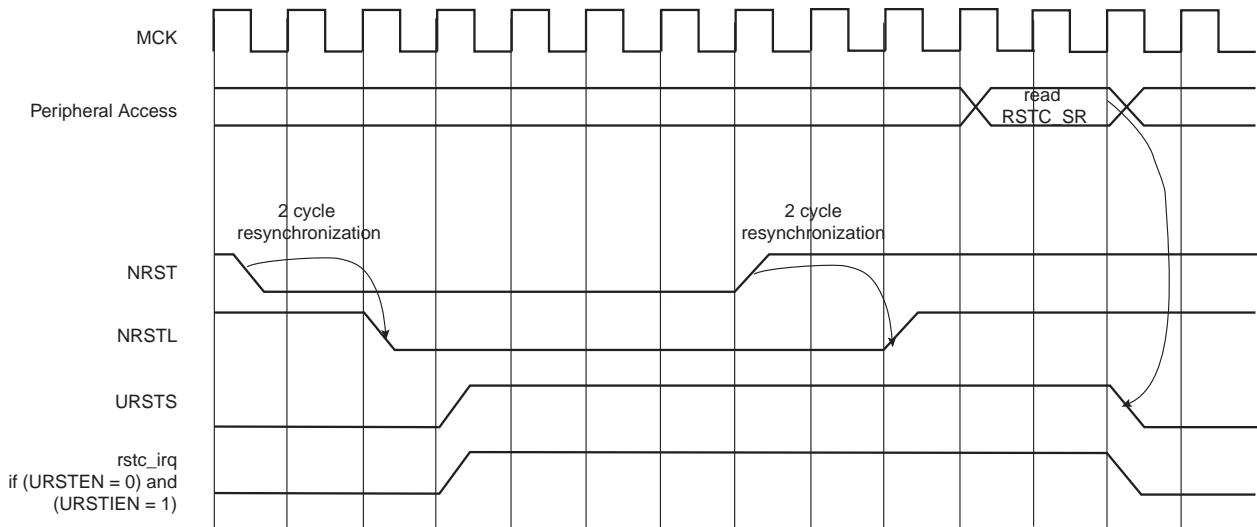 MCK
Peripheral Access
read
RSTC_SR
2 cycle
resynchronization
2 cycle
resynchronization
NRST
NRSTL
URSTS
rstc_irq
if (URSTEN = 0) and
(URSTIEN = 1)